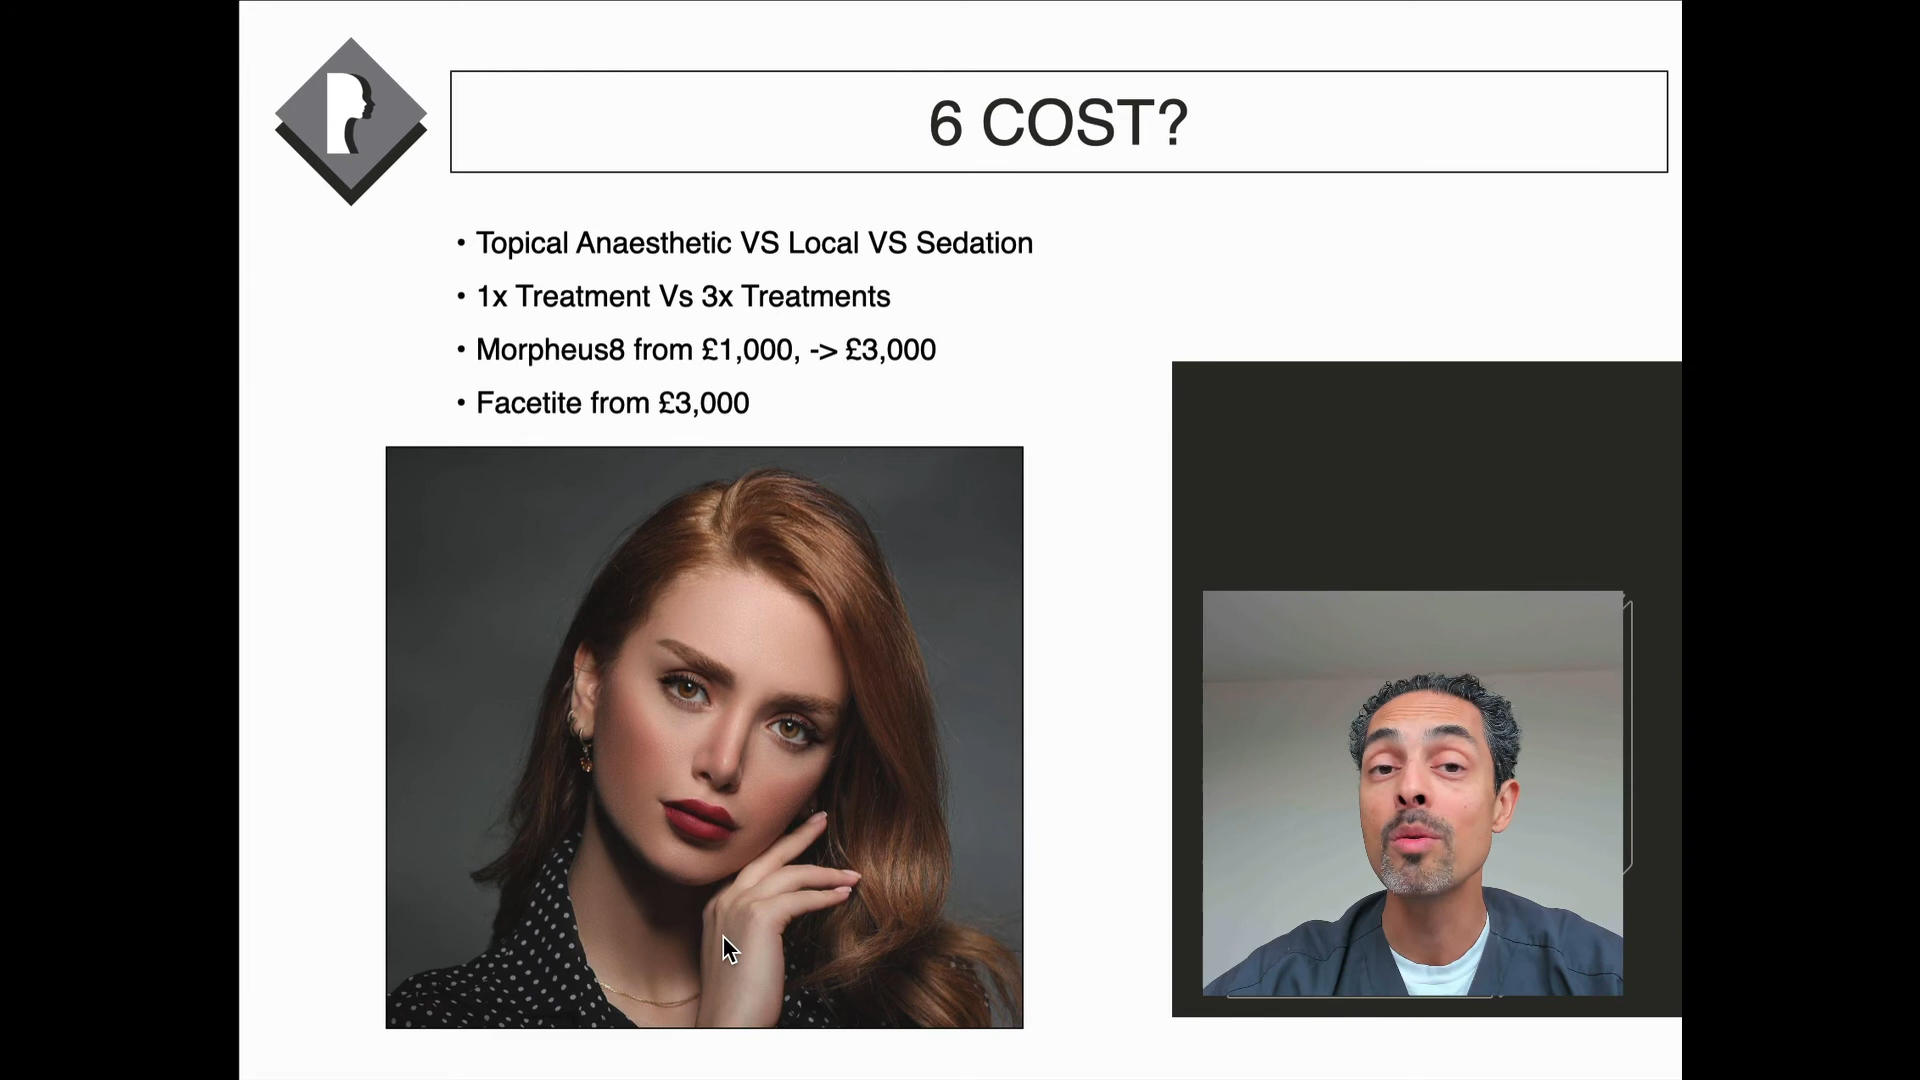 6 COST?
• Topical Anaesthetic VS Local VS Sedation
• 1x Treatment Vs 3x Treatments
• Morpheus8 from £1,000, -> £3,000
• Facetite from £3,000